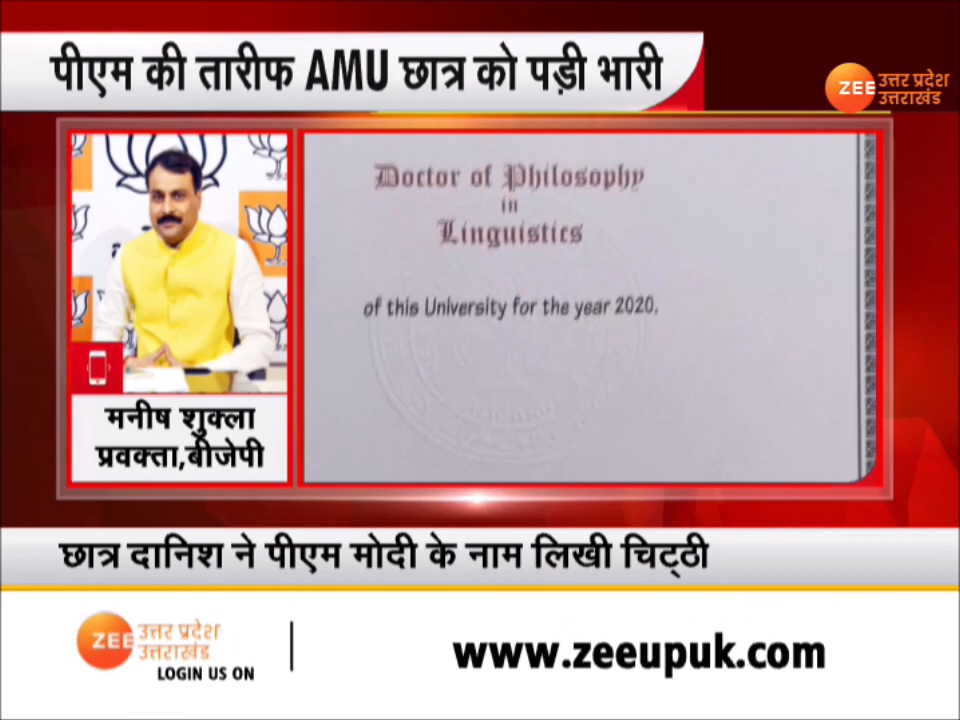 पीएम की तारीफ AMU छात्र को पड़ी भारी
ZEE उत्तर प्रदेश
उत्तराखंड
Doctor of Philosophy
in
Linguistics
of this University for the year 2020.
मनीष शुक्ला
प्रवक्ता,बीजेपी
छात्र दानिश ने पीएम मोदी के नाम लिखी चिट्ठी
ZEE उत्तर प्रदेश
उत्तराखंड
LOGIN US ON
www.zeeupuk.com